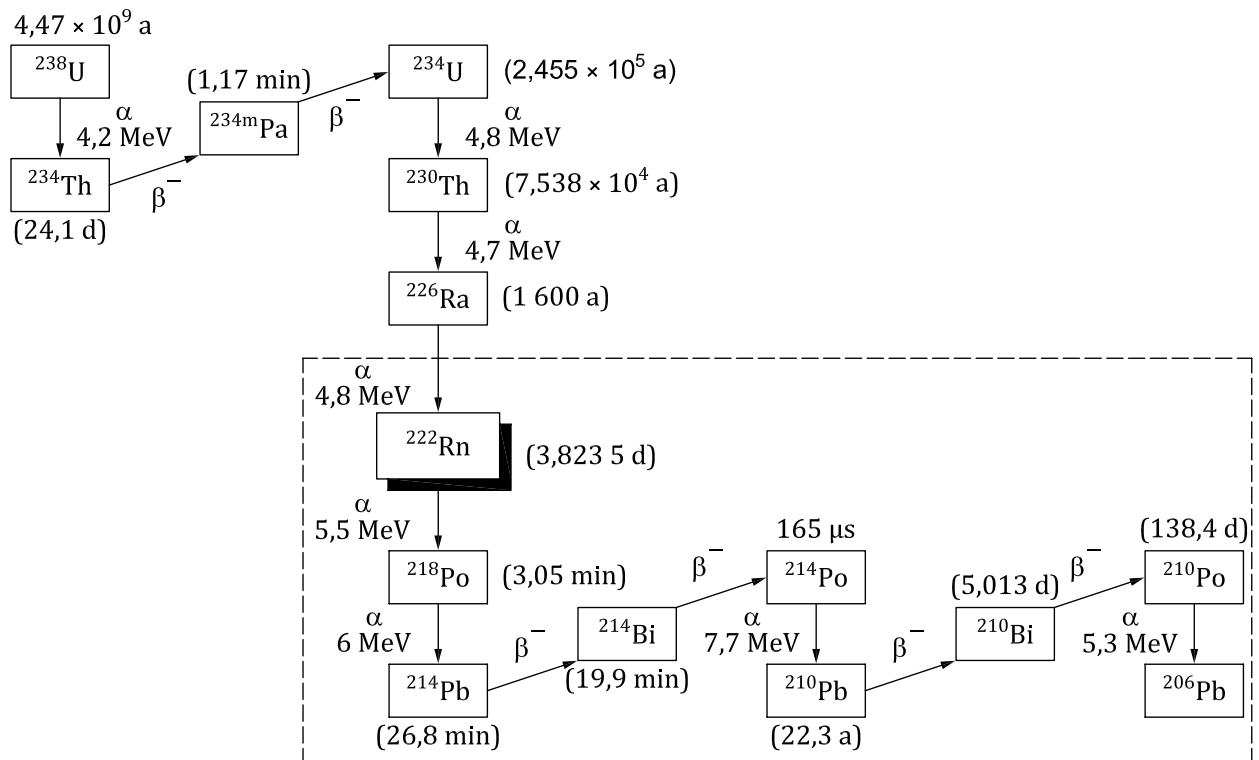 4,47 × 10⁹ a
²³⁸U
(1,17 min)
²³⁴U
(2,455 × 10⁵ a)
α
4,2 MeV
²³⁴ᵐPa
β⁻
α
4,8 MeV
²³⁴Th
β⁻
(24,1 d)
²³⁰Th
(7,538 × 10⁴ a)
α
4,7 MeV
²²⁶Ra
(1 600 a)
α
4,8 MeV
²²²Rn
(3,823 5 d)
α
5,5 MeV
²¹⁸Po
(3,05 min)
β⁻
165 µs
²¹⁴Po
(5,013 d)
β⁻
(138,4 d)
²¹⁰Po
α
6 MeV
β⁻
²¹⁴Bi
(19,9 min)
α
7,7 MeV
β⁻
²¹⁰Bi
α
5,3 MeV
²¹⁴Pb
(26,8 min)
²¹⁰Pb
(22,3 a)
²⁰⁶Pb